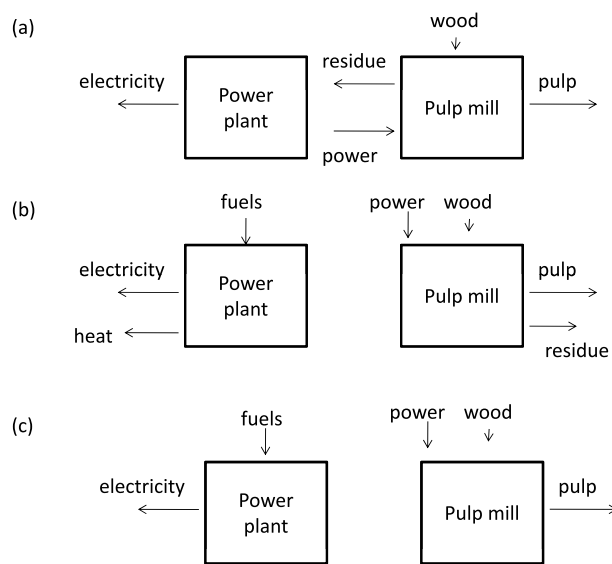 (a)
wood
electricity
residue
pulp
Power
plant
Pulp mill
power
(b)
fuels
power
wood
electricity
Power
plant
Pulp mill
pulp
heat
residue
(c)
fuels
power
wood
electricity
Power
plant
Pulp mill
pulp